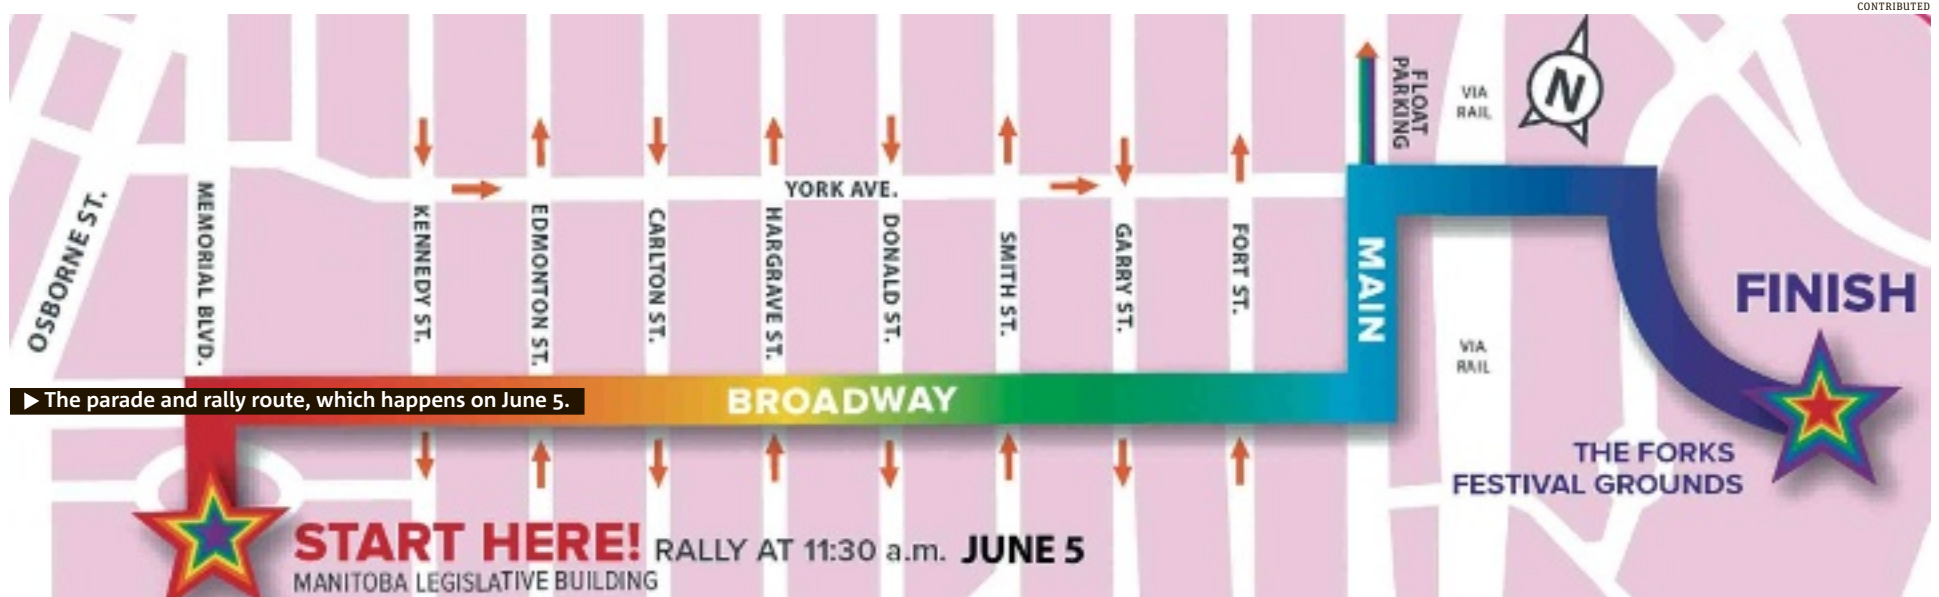 CONTRIBUTED
FLOAT
PARKING
VIA
RAIL
N
YORK AVE.
OSBORNE ST.
MEMORIAL BLVD.
KENNEDY ST.
EDMONTON ST.
CARLTON ST.
HARGRAVE ST.
DONALD ST.
SMITH ST.
GARRY ST.
FORT ST.
MAIN
FINISH
VIA
RAIL
▶ The parade and rally route, which happens on June 5.
BROADWAY
THE FORKS
FESTIVAL GROUNDS
START HERE! RALLY AT 11:30 a.m. JUNE 5
MANITOBA LEGISLATIVE BUILDING